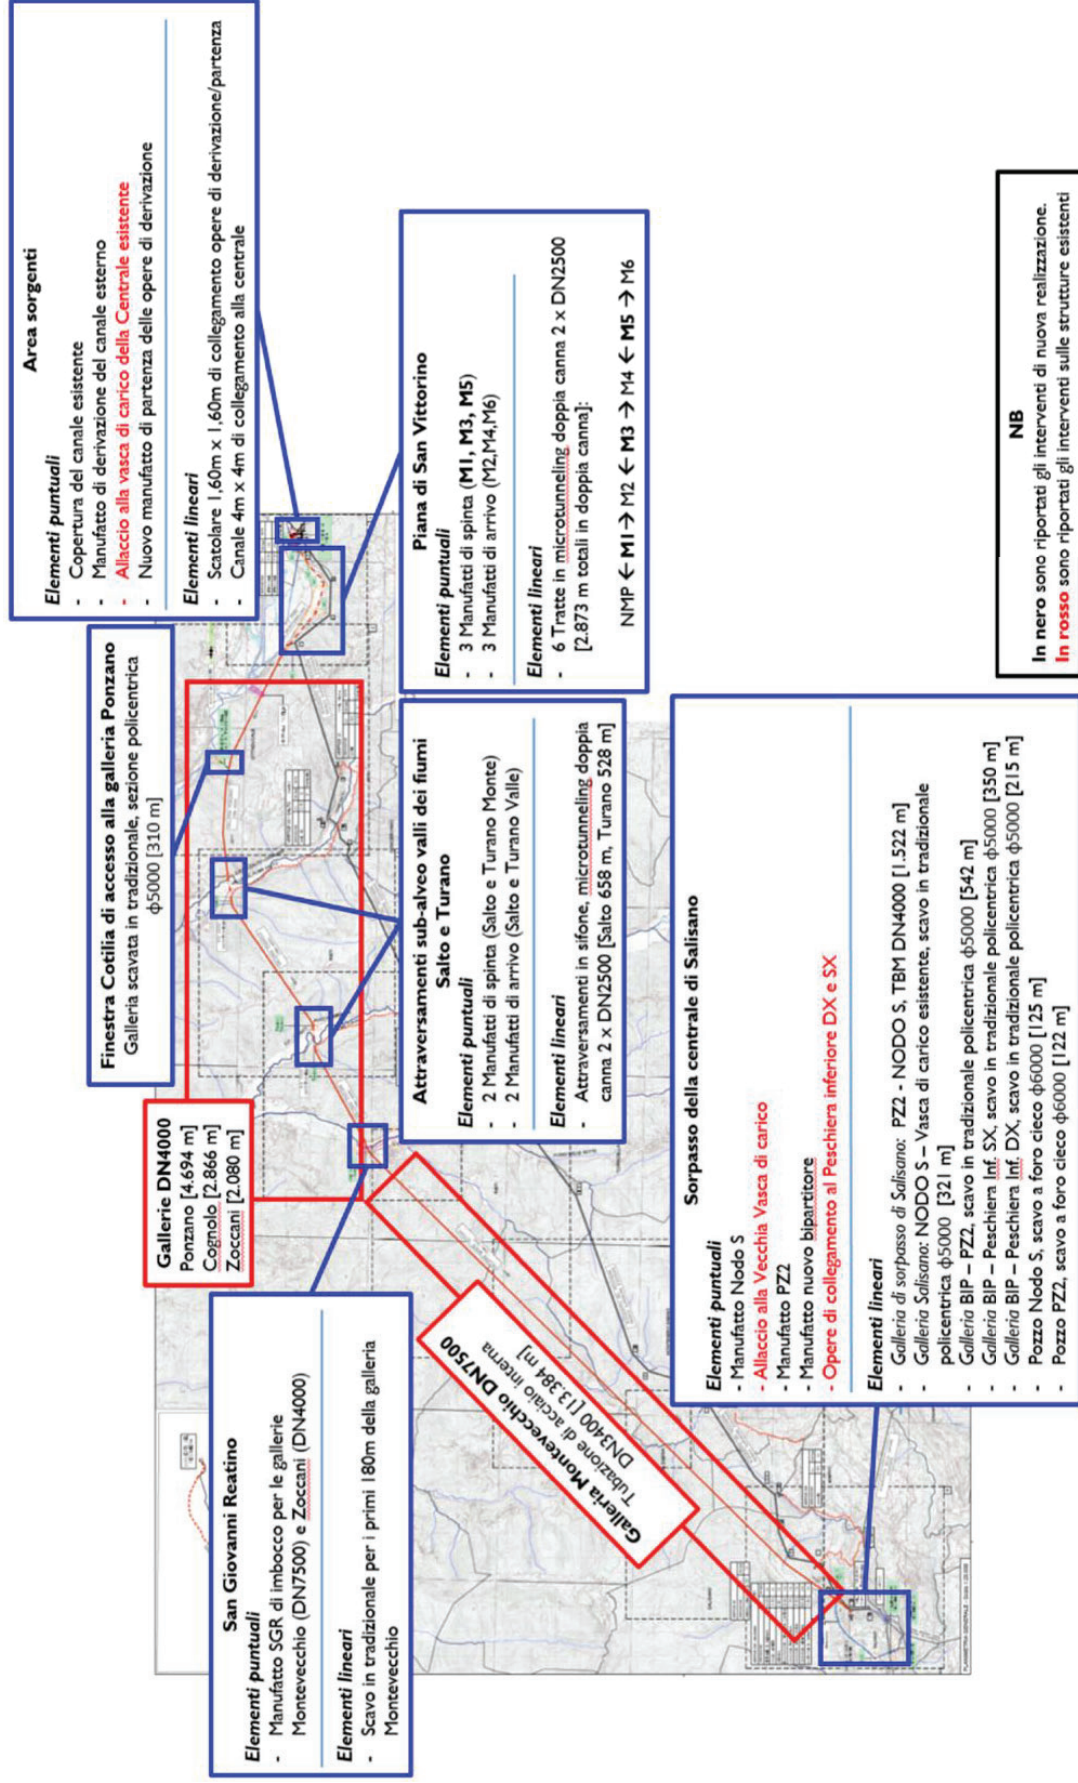 Area sorgenti
Elementi puntuali
- Copertura del canale esistente
- Manufatto di derivazione del canale esterno
- Allaccio alla vasca di carico della Centrale esistente
- Nuovo manufatto di partenza delle opere di derivazione
Elementi lineari
- Scatolare 1,60m x 1,60m di collegamento opere di derivazione/partenza
- Canale 4m x 4m di collegamento alla centrale
Finestra Cotilia di accesso alla galleria Ponzano
Galleria scavata in tradizionale, sezione policentrica
ϕ5000 [310 m]
Gallerie DN4000
Ponzano [4.694 m]
Cognolo [2.866 m]
Zoccani [2.080 m]
San Giovanni Reatino
Elementi puntuali
- Manufatto SGR di imbocco per le gallerie
Montevecchio (DN7500) e Zoccani (DN4000)
Elementi lineari
- Scavo in tradizionale per i primi 180m della galleria
Montevecchio
Piana di San Vittorino
Elementi puntuali
- 3 Manufatti di spinta (M1, M3, M5)
- 3 Manufatti di arrivo (M2,M4,M6)
Elementi lineari
- 6 Tratte in microtunneling doppia canna 2 x DN2500
[2.873 m totali in doppia canna]:
NMP ← M1 → M2 ← M3 → M4 ← M5 → M6
Attraversamenti sub-alveo valli dei fiumi
Salto e Turano
Elementi puntuali
- 2 Manufatti di spinta (Salto e Turano Monte)
- 2 Manufatti di arrivo (Salto e Turano Valle)
Elementi lineari
- Attraversamenti in sifone, microtunneling doppia
canna 2 x DN2500 [Salto 658 m, Turano 528 m]
Galleria Montevecchio DN7500
Tubazione di acciaio interna
DN3400 [13.384 m]
Sorpasso della centrale di Salisano
Elementi puntuali
- Manufatto Nodo S
- Allaccio alla Vecchia Vasca di carico
- Manufatto PZ2
- Manufatto nuovo bipartitore
- Opere di collegamento al Peschiera inferiore DX e SX
Elementi lineari
- Galleria di sorpasso di Salisano: PZ2 - NODO S, TBM DN4000 [1.522 m]
- Galleria Salisano: NODO S – Vasca di carico esistente, scavo in tradizionale
policentrica ϕ5000 [321 m]
- Galleria BIP – PZ2, scavo in tradizionale policentrica ϕ5000 [542 m]
- Galleria BIP – Peschiera Inf. SX, scavo in tradizionale policentrica ϕ5000 [350 m]
- Galleria BIP – Peschiera Inf. DX, scavo in tradizionale policentrica ϕ5000 [215 m]
- Pozzo Nodo S, scavo a foro cieco ϕ6000 [125 m]
- Pozzo PZ2, scavo a foro cieco ϕ6000 [122 m]
NB
In nero sono riportati gli interventi di nuova realizzazione.
In rosso sono riportati gli interventi sulle strutture esistenti